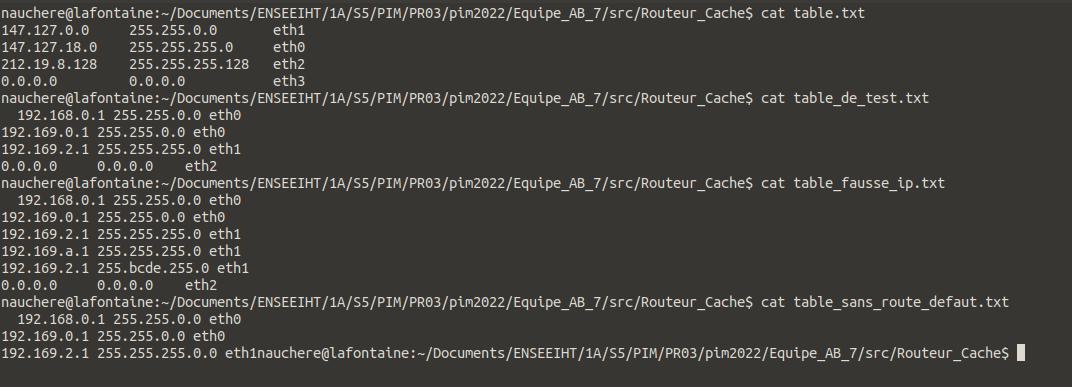 nauchere@lafontaine:~/Documents/ENSEEIHT/1A/S5/PIM/PR03/pim2022/Equipe_AB_7/src/Routeur_Cache$ cat table.txt
147.127.0.0     255.255.0.0       eth1
147.127.18.0    255.255.255.0     eth0
212.19.8.128    255.255.255.128   eth2
0.0.0.0         0.0.0.0           eth3
nauchere@lafontaine:~/Documents/ENSEEIHT/1A/S5/PIM/PR03/pim2022/Equipe_AB_7/src/Routeur_Cache$ cat table_de_test.txt
  192.168.0.1 255.255.0.0 eth0
192.169.0.1 255.255.0.0 eth0
192.169.2.1 255.255.255.0 eth1
0.0.0.0     0.0.0.0    eth2
nauchere@lafontaine:~/Documents/ENSEEIHT/1A/S5/PIM/PR03/pim2022/Equipe_AB_7/src/Routeur_Cache$ cat table_fausse_ip.txt
  192.168.0.1 255.255.0.0 eth0
192.169.0.1 255.255.0.0 eth0
192.169.2.1 255.255.255.0 eth1
192.169.a.1 255.255.255.0 eth1
192.169.2.1 255.bcde.255.0 eth1
0.0.0.0     0.0.0.0    eth2
nauchere@lafontaine:~/Documents/ENSEEIHT/1A/S5/PIM/PR03/pim2022/Equipe_AB_7/src/Routeur_Cache$ cat table_sans_route_defaut.txt
  192.168.0.1 255.255.0.0 eth0
192.169.0.1 255.255.0.0 eth0
192.169.2.1 255.255.255.0.0 eth1nauchere@lafontaine:~/Documents/ENSEEIHT/1A/S5/PIM/PR03/pim2022/Equipe_AB_7/src/Routeur_Cache$